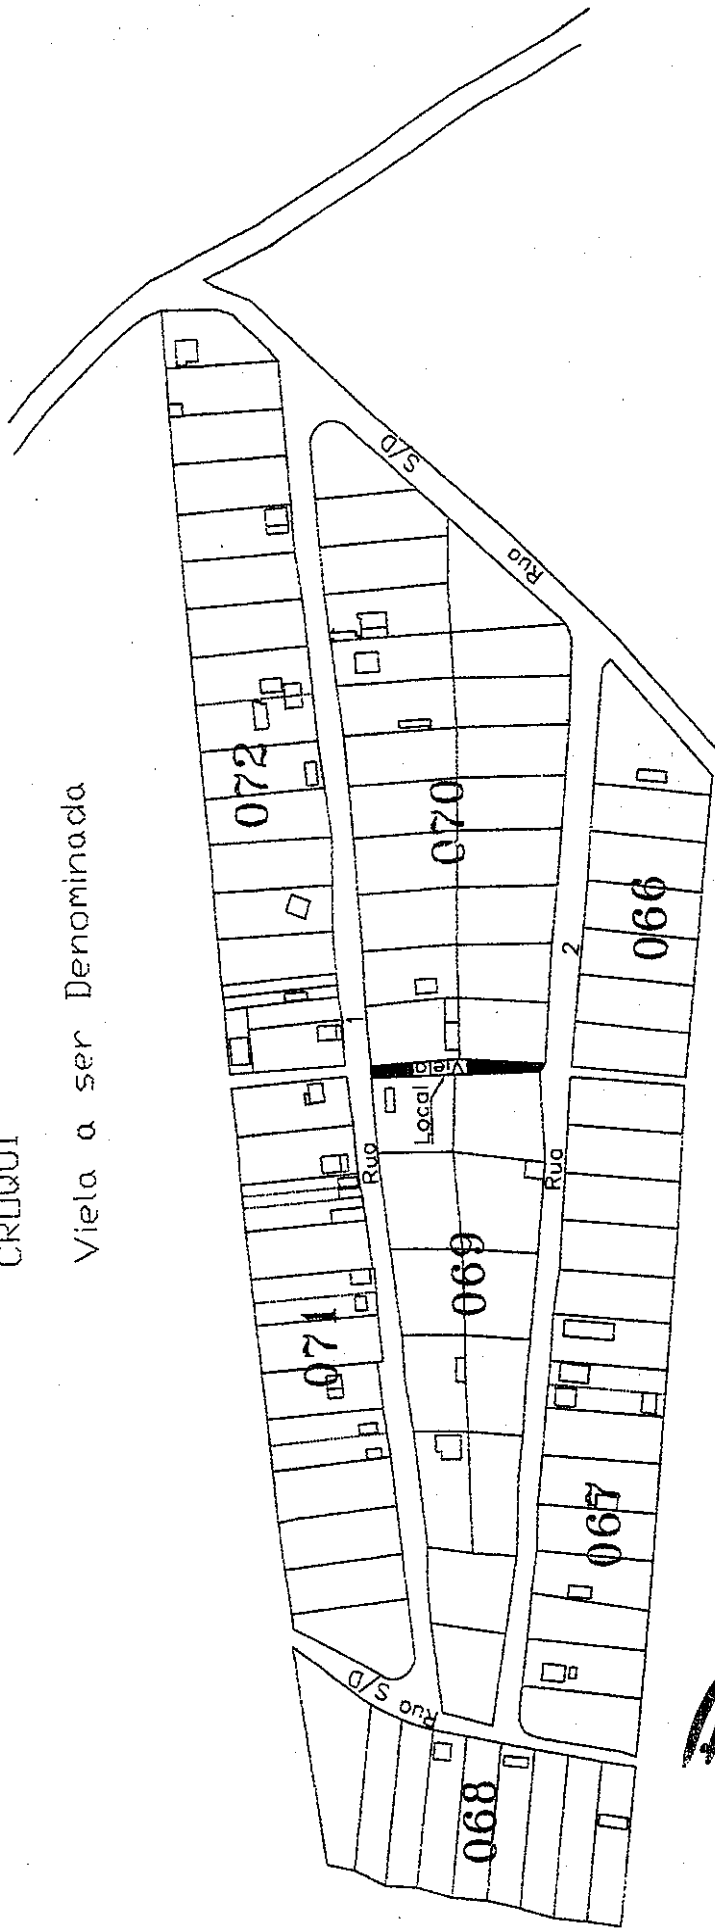 CROQUI
Viela a ser Denominada
072
071
Rua 1
S/D
Rua
070
Viela
Local
069
Rua 2
066
067
Rua S/D
068